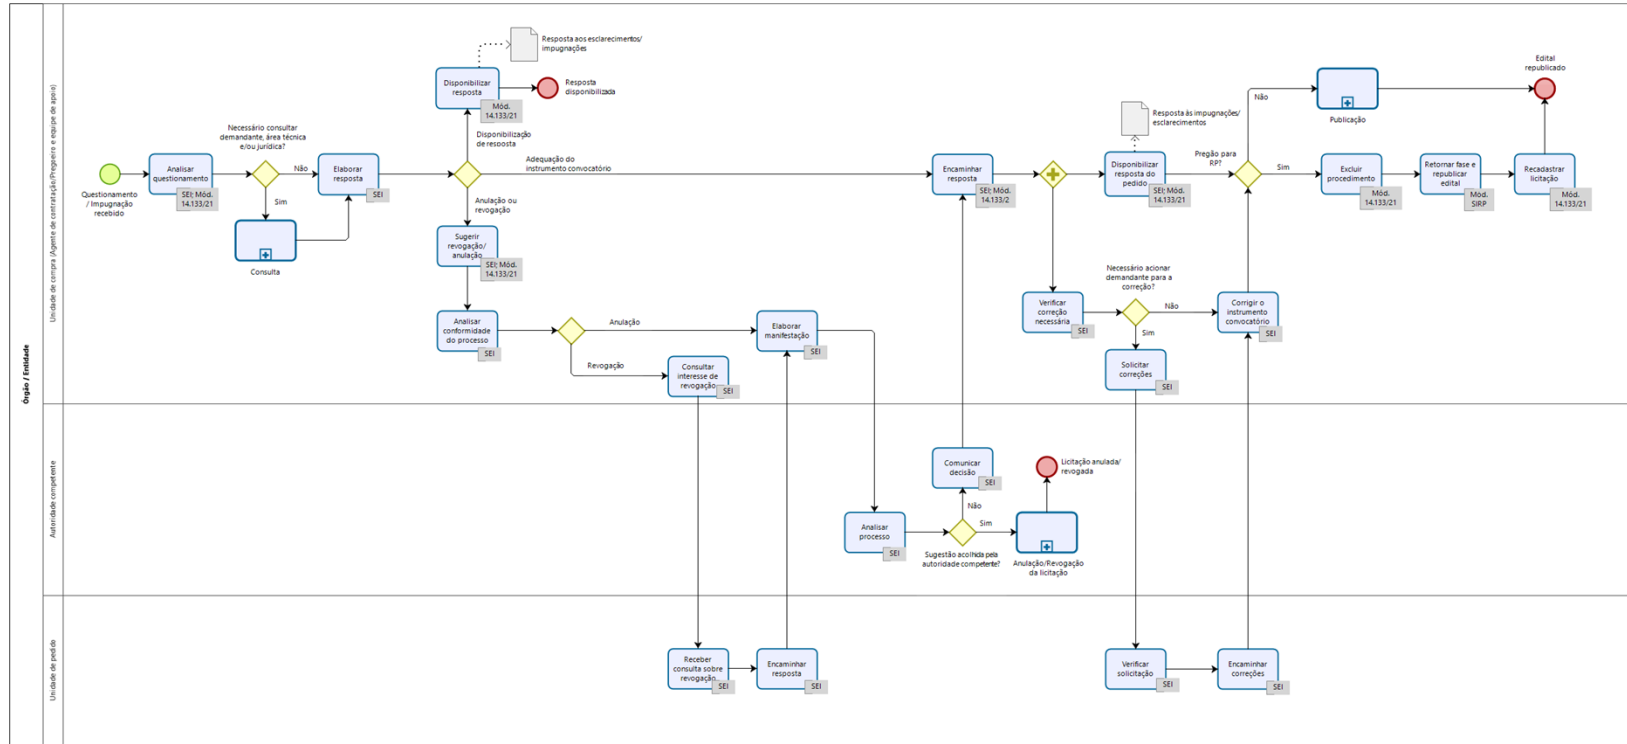 Órgão / Entidade
Unidade de compra (Agente de contratação/Pregoeiro e equipe de apoio)
Questionamento
/ Impugnação
recebido
Analisar
questionamento
SEI; Mód.
14.133/21
Necessário consultar
demandante, área técnica
e/ou jurídica?
Não
Sim
Consulta
Elaborar
resposta
SEI
Disponibilizar
resposta
Mód.
14.133/21
Resposta aos esclarecimentos/
impugnações
Resposta
disponibilizada
Disponibilização
de resposta
Adequação do
instrumento convocatório
Anulação ou
revogação
Sugerir
revogação/
anulação
SEI; Mód.
14.133/21
Analisar
conformidade
do processo
SEI
Anulação
Revogação
Consultar
interesse de
revogação
SEI
Elaborar
manifestação
SEI
Encaminhar
resposta
SEI; Mód.
14.133/2
Resposta às impugnações/
esclarecimentos
Disponibilizar
resposta do
pedido
SEI; Mód.
14.133/21
Verificar
correção
necessária
SEI
Necessário acionar
demandante para a
correção?
Não
Sim
Solicitar
correções
SEI
Corrigir o
instrumento
convocatório
SEI
Pregão para
RP?
Não
Sim
Publicação
Excluir
procedimento
Mód.
14.133/21
Retornar fase e
republicar
edital
Mód.
SIRP
Recadastrar
licitação
Mód.
14.133/21
Edital
republicado
Autoridade competente
Analisar
processo
SEI
Sugestão acolhida pela
autoridade competente?
Não
Sim
Comunicar
decisão
SEI
Anulação/Revogação
da licitação
Licitação anulada/
revogada
Unidade de pedido
Receber
consulta sobre
revogação
SEI
Encaminhar
resposta
SEI
Verificar
solicitação
SEI
Encaminhar
correções
SEI